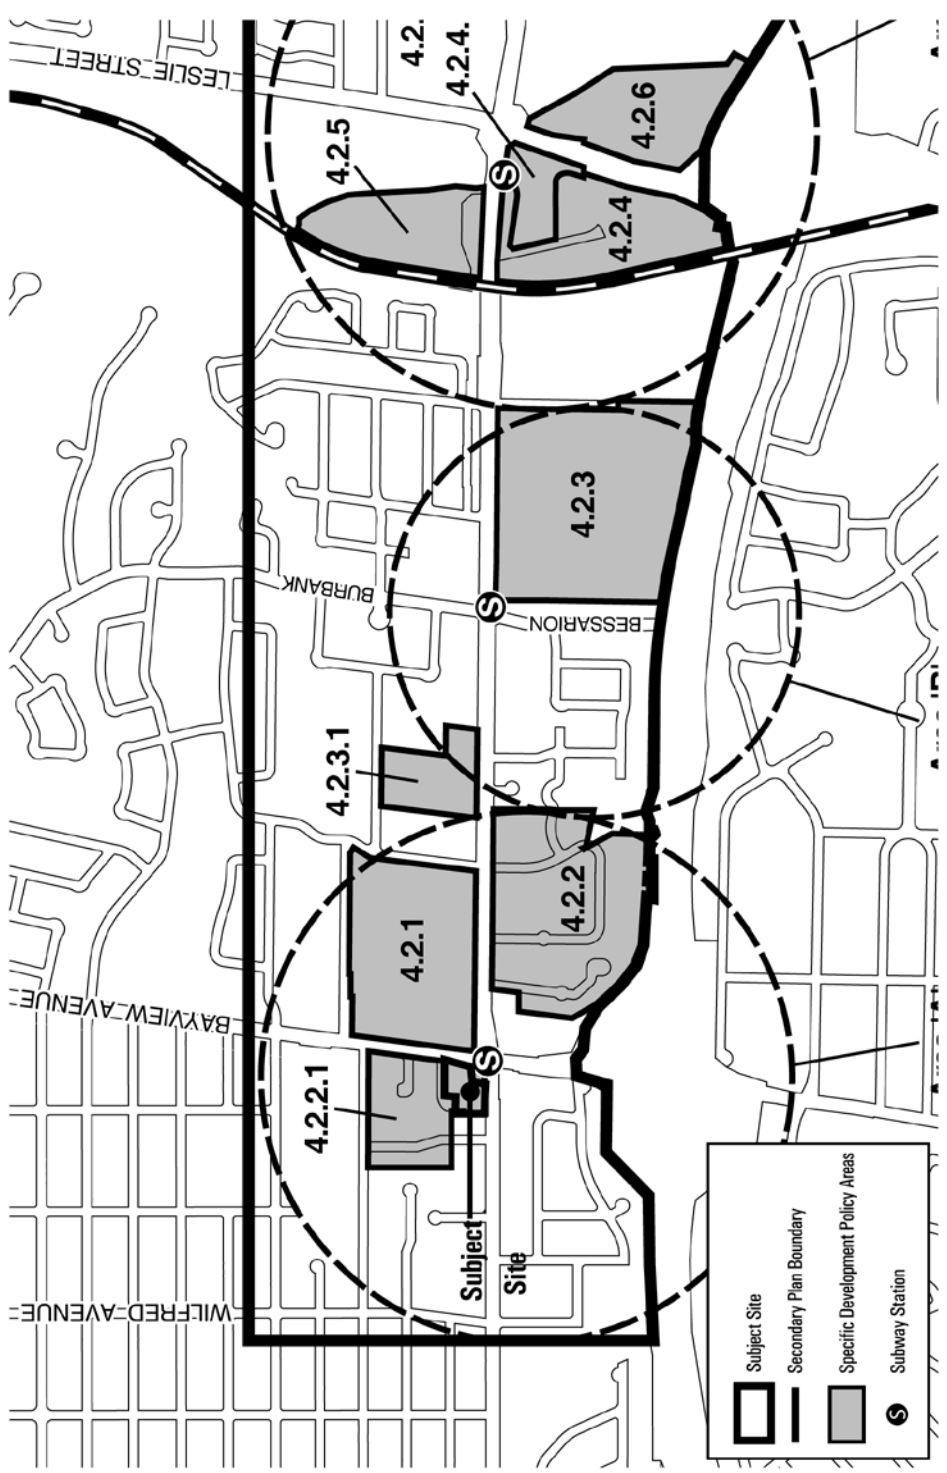 LESLIE STREET
4.2.
4.2.4.
4.2.5
4.2.6
4.2.4
4.2.3
BURBANK
BESSARION
4.2.3.1
4.2.2
4.2.1
BAYVIEW AVENUE
4.2.2.1
Subject
Site
WILFRED AVENUE
S
S
S
Subject Site
Secondary Plan Boundary
Specific Development Policy Areas
S Subway Station